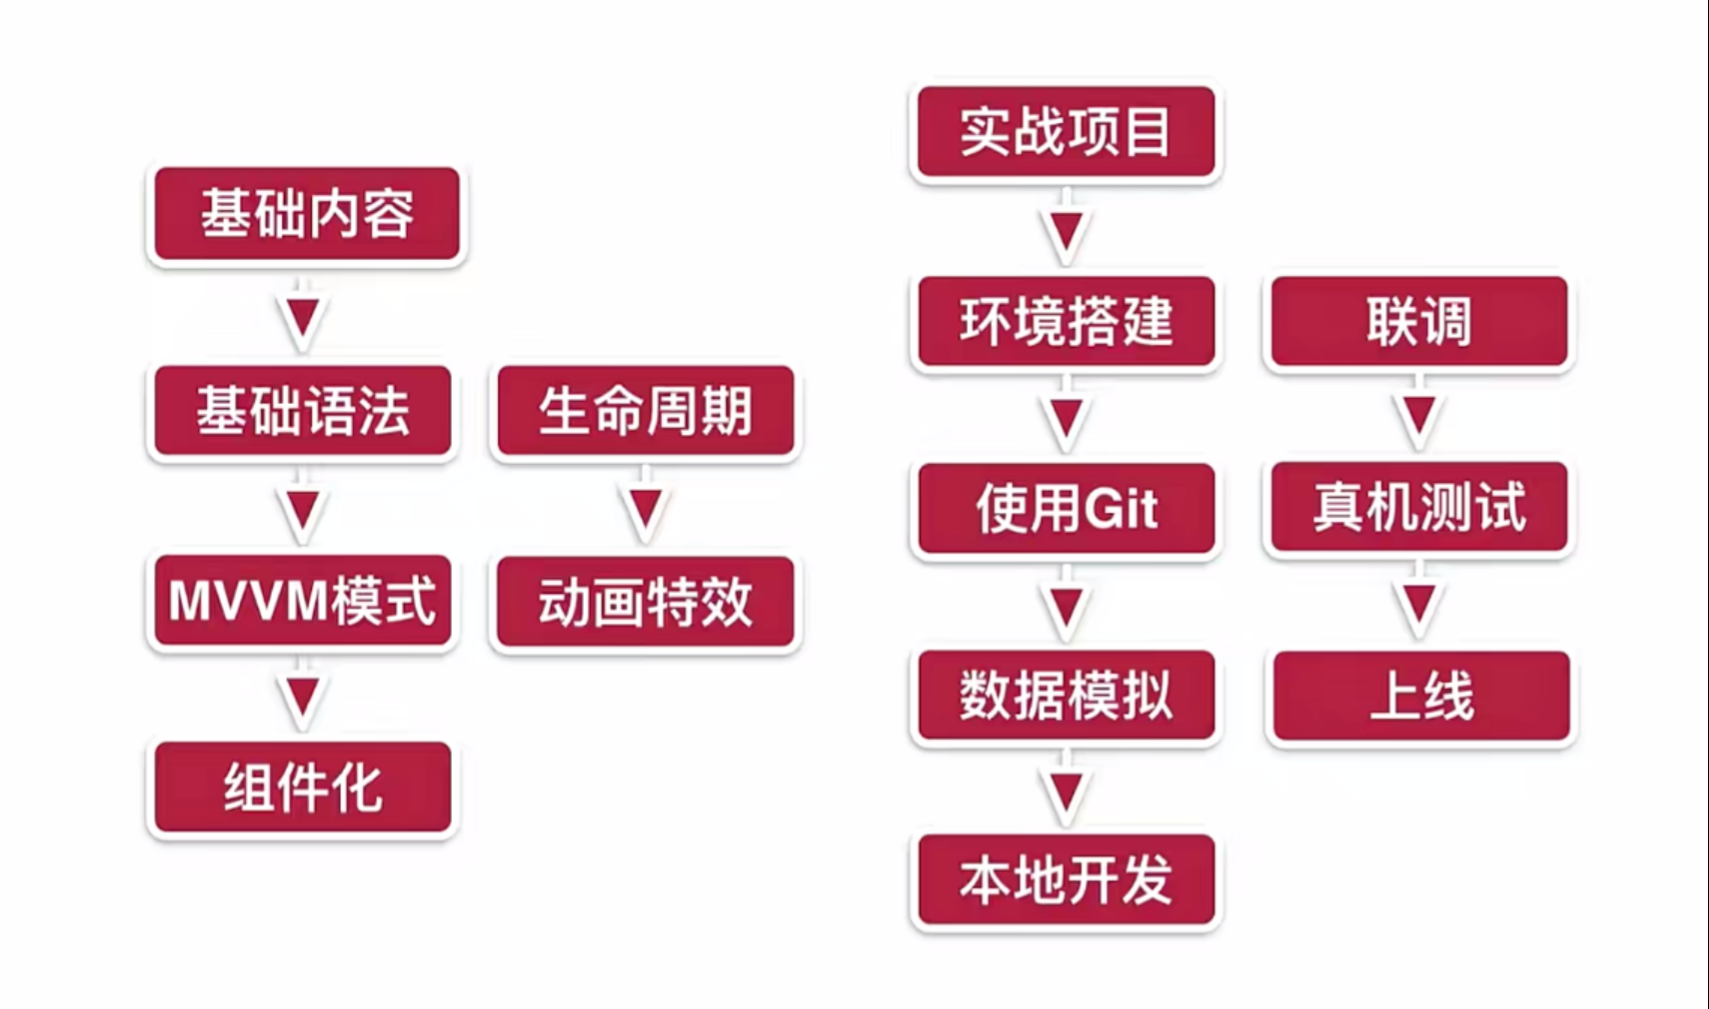 基础内容
基础语法
MVVM模式
组件化
生命周期
动画特效
实战项目
环境搭建
使用Git
数据模拟
本地开发
联调
真机测试
上线